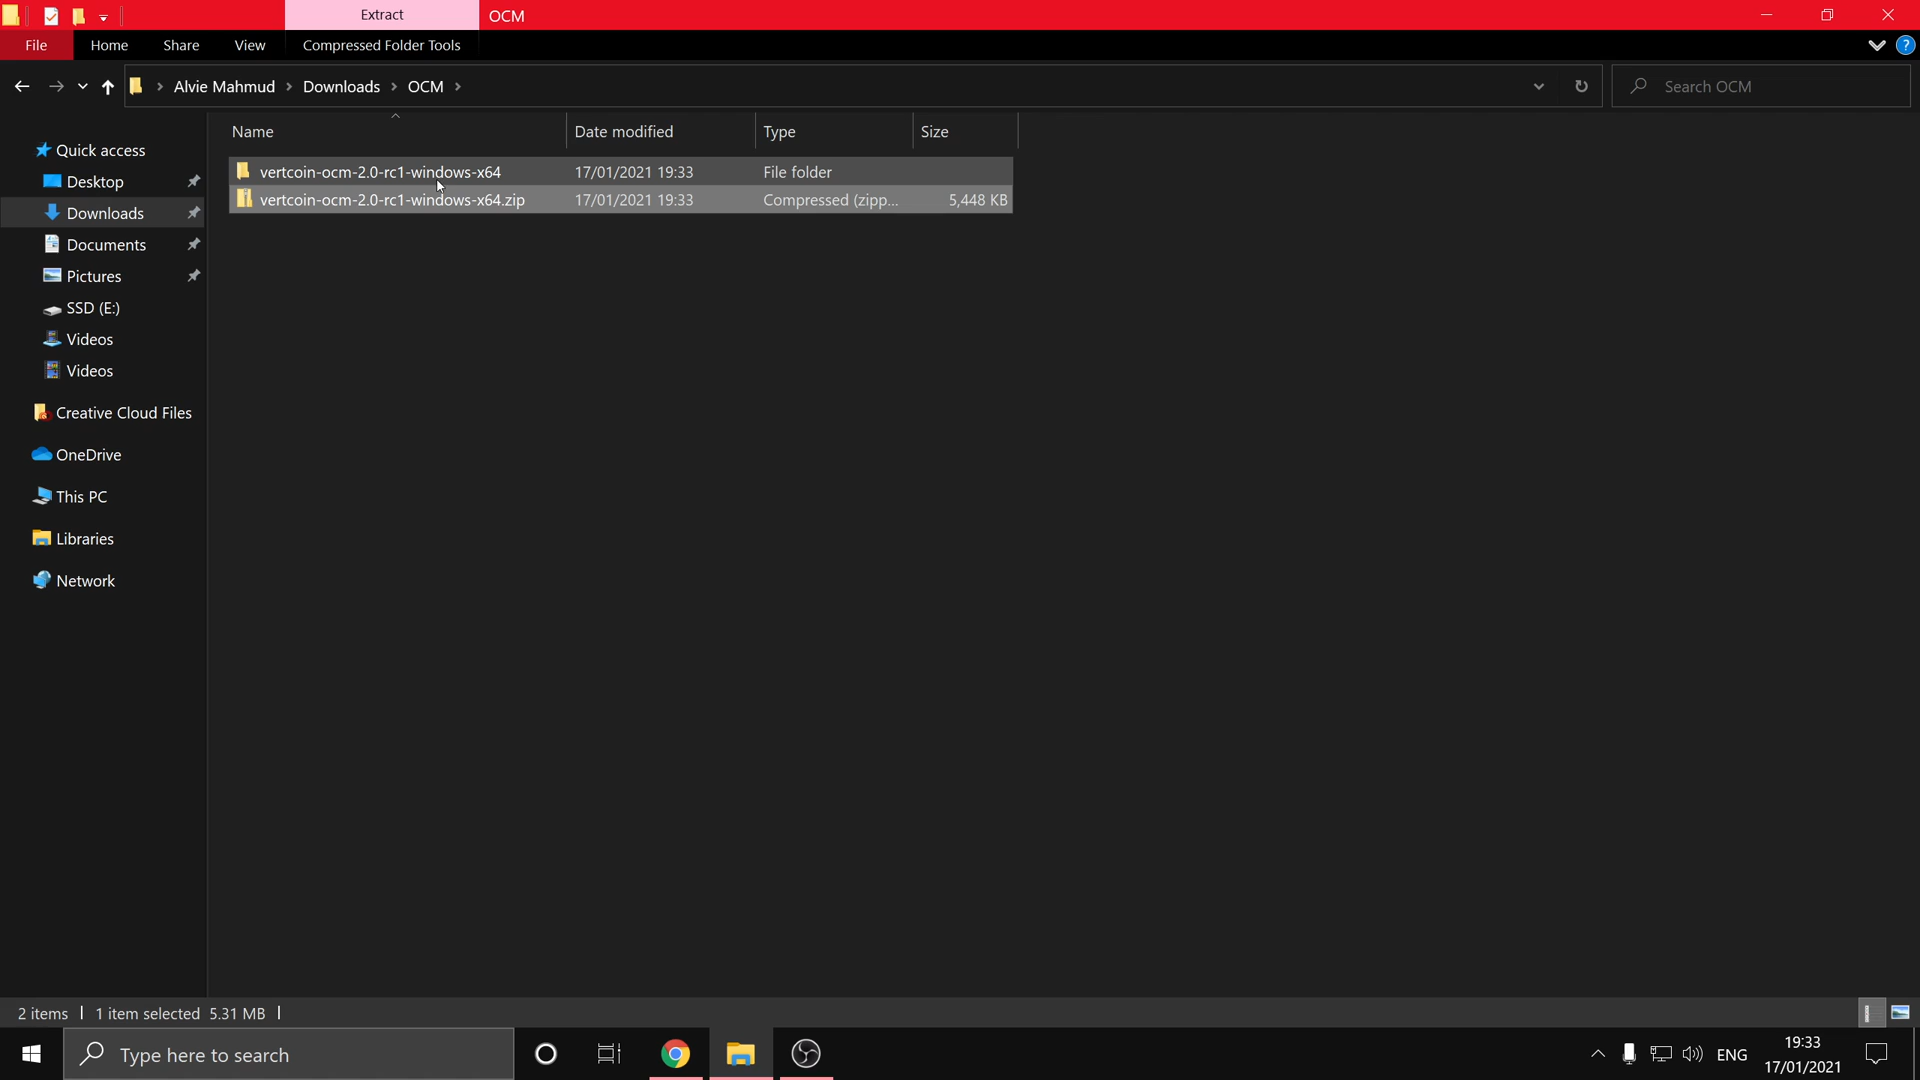 Extract
OCM
File
Home
Share
View
Compressed Folder Tools
?
Alvie Mahmud
Downloads
OCM
Search OCM
Name
Date modified
Type
Size
Quick access
vertcoin-ocm-2.0-rc1-windows-x64
17/01/2021 19:33
File folder
Desktop
vertcoin-ocm-2.0-rc1-windows-x64.zip
17/01/2021 19:33
Compressed (zipp...
5,448 KB
Downloads
Documents
Pictures
SSD (E:)
Videos
Videos
Creative Cloud Files
OneDrive
This PC
Libraries
Network
2 items
1 item selected 5.31 MB
Type here to search
ENG
19:33
17/01/2021